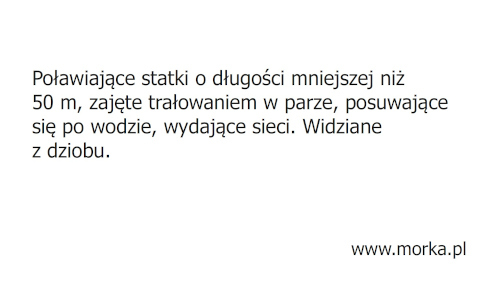 Poławiające statki o długości mniejszej niż
50 m, zajęte trałowaniem w parze, posuwające
się po wodzie, wydające sieci. Widziane
z dziobu.
www.morka.pl